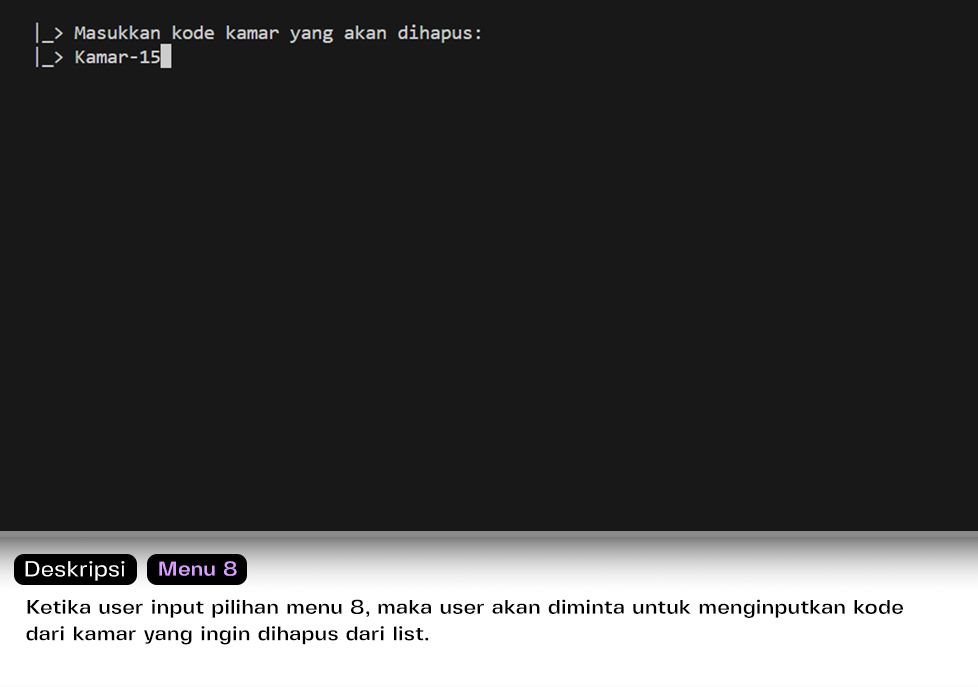 |_> Masukkan kode kamar yang akan dihapus:
|_> Kamar-15
Deskripsi Menu 8
Ketika user input pilihan menu 8, maka user akan diminta untuk menginputkan kode
dari kamar yang ingin dihapus dari list.